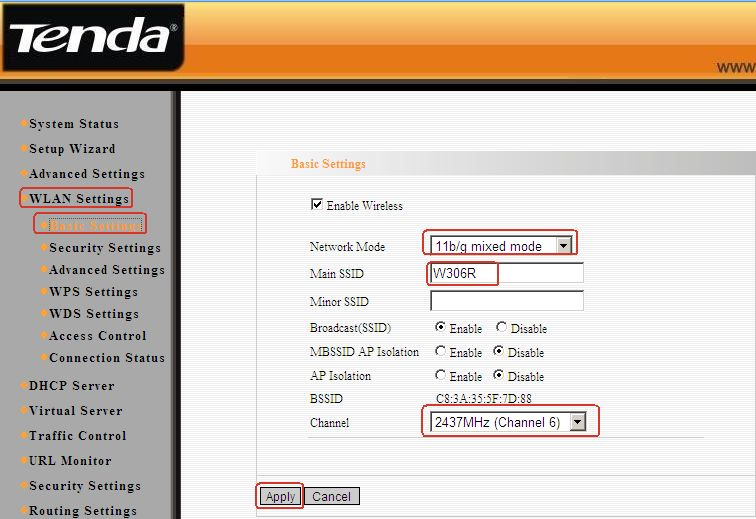 Tenda®
www
System Status
Setup Wizard
Advanced Settings
WLAN Settings
Basic Settings
Security Settings
Advanced Settings
WPS Settings
WDS Settings
Access Control
Connection Status
DHCP Server
Virtual Server
Traffic Control
URL Monitor
Security Settings
Routing Settings
Basic Settings
Enable Wireless
Network Mode 11b/g mixed mode
Main SSID W306R
Minor SSID
Broadcast(SSID) Enable Disable
MBSSID AP Isolation Enable Disable
AP Isolation Enable Disable
BSSID C8:3A:35:5F:7D:88
Channel 2437MHz (Channel 6)
Apply Cancel